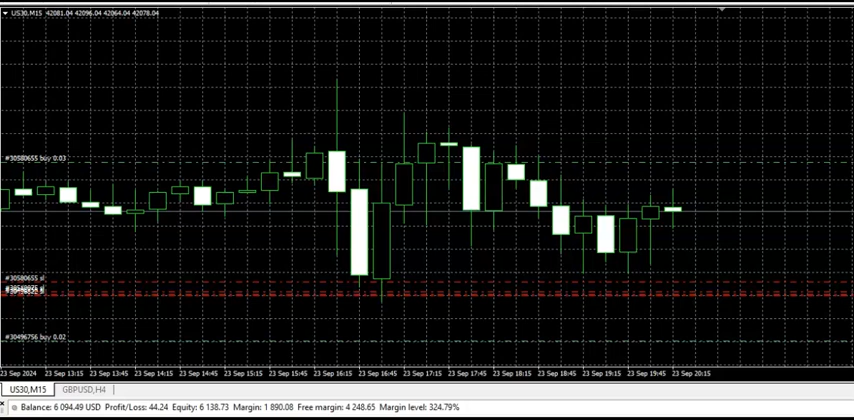 US30,M15 42081.04 42096.04 42064.04 42078.04
#30580655 buy 0.03
#30580655 sl
#30496756 buy 0.02
23 Sep 2024 23 Sep 13:15 23 Sep 13:45 23 Sep 14:15 23 Sep 14:45 23 Sep 15:15 23 Sep 15:45 23 Sep 16:15 23 Sep 16:45 23 Sep 17:15 23 Sep 17:45 23 Sep 18:15 23 Sep 18:45 23 Sep 19:15 23 Sep 19:45 23 Sep 20:15
US30,M15 GBPUSD,H4
Balance: 6 094.49 USD Profit/Loss: 44.24 Equity: 6 138.73 Margin: 1 890.08 Free margin: 4 248.65 Margin level: 324.79%